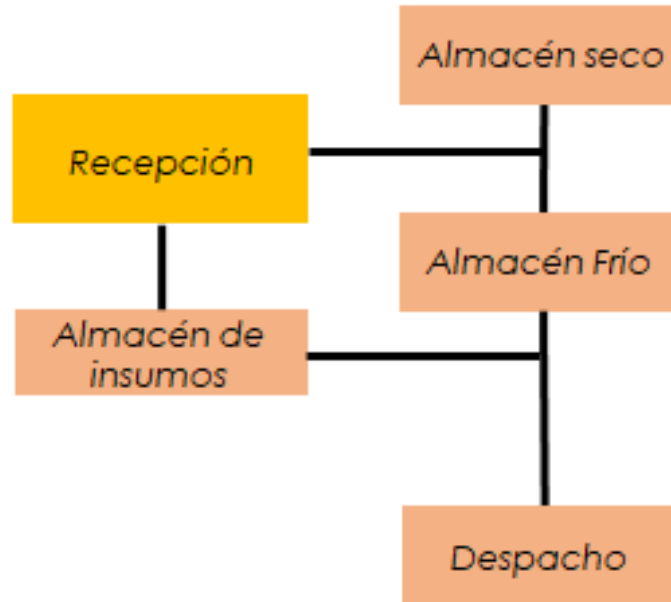 Almacén seco
Recepción
Almacén Frío
Almacén de
insumos
Despacho